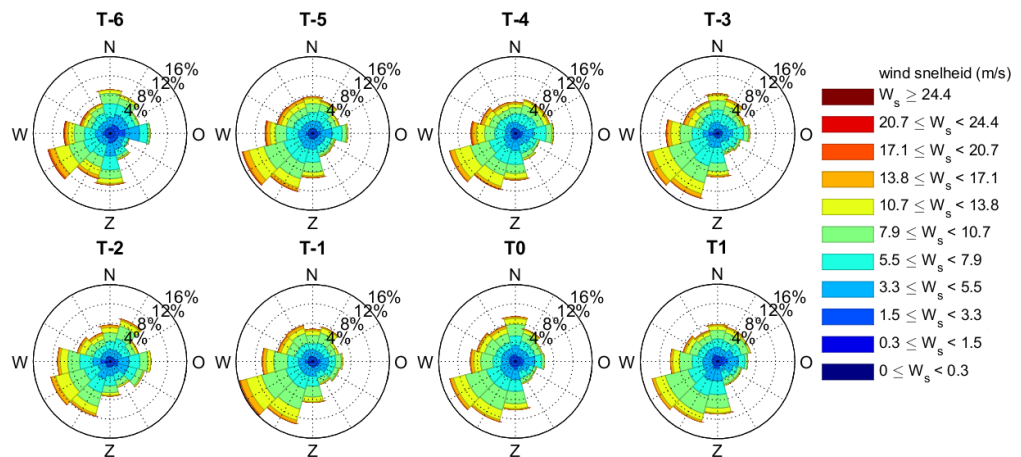 T-6 T-5 T-4 T-3
N N N N
16% 16% 16% 16%
12% 12% 12% 12%
8% 8% 8% 8%
4% 4% 4% 4%
W O W O W O W O
Z Z Z Z
T-2 T-1 T0 T1
N N N N
16% 16% 16% 16%
12% 12% 12% 12%
8% 8% 8% 8%
4% 4% 4% 4%
W O W O W O W O
Z Z Z Z
wind snelheid (m/s)
W_s ≥ 24.4
20.7 ≤ W_s < 24.4
17.1 ≤ W_s < 20.7
13.8 ≤ W_s < 17.1
10.7 ≤ W_s < 13.8
7.9 ≤ W_s < 10.7
5.5 ≤ W_s < 7.9
3.3 ≤ W_s < 5.5
1.5 ≤ W_s < 3.3
0.3 ≤ W_s < 1.5
0 ≤ W_s < 0.3